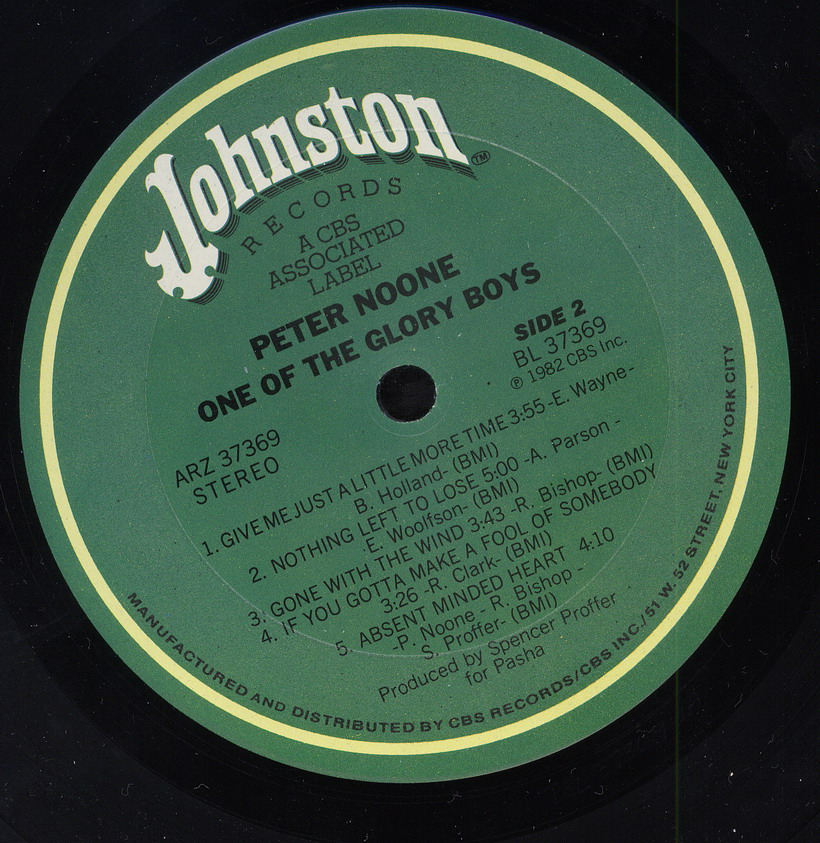 Johnston ™
RECORDS
A CBS
ASSOCIATED
LABEL
PETER NOONE
ONE OF THE GLORY BOYS
SIDE 2
BL 37369
℗ 1982 CBS Inc.
ARZ 37369
STEREO
1. GIVE ME JUST A LITTLE MORE TIME 3:55 -E. Wayne-
B. Holland- (BMI)
2. NOTHING LEFT TO LOSE 5:00 -A. Parson -
E. Woolfson- (BMI)
3. GONE WITH THE WIND 3:43 -R. Bishop- (BMI)
4. IF YOU GOTTA MAKE A FOOL OF SOMEBODY
3:26 -R. Clark- (BMI)
5. ABSENT MINDED HEART 4:10
-P. Noone - R. Bishop -
S. Proffer- (BMI)
Produced by Spencer Proffer
for Pasha
MANUFACTURED AND DISTRIBUTED BY CBS RECORDS/CBS INC./51 W. 52 STREET, NEW YORK CITY